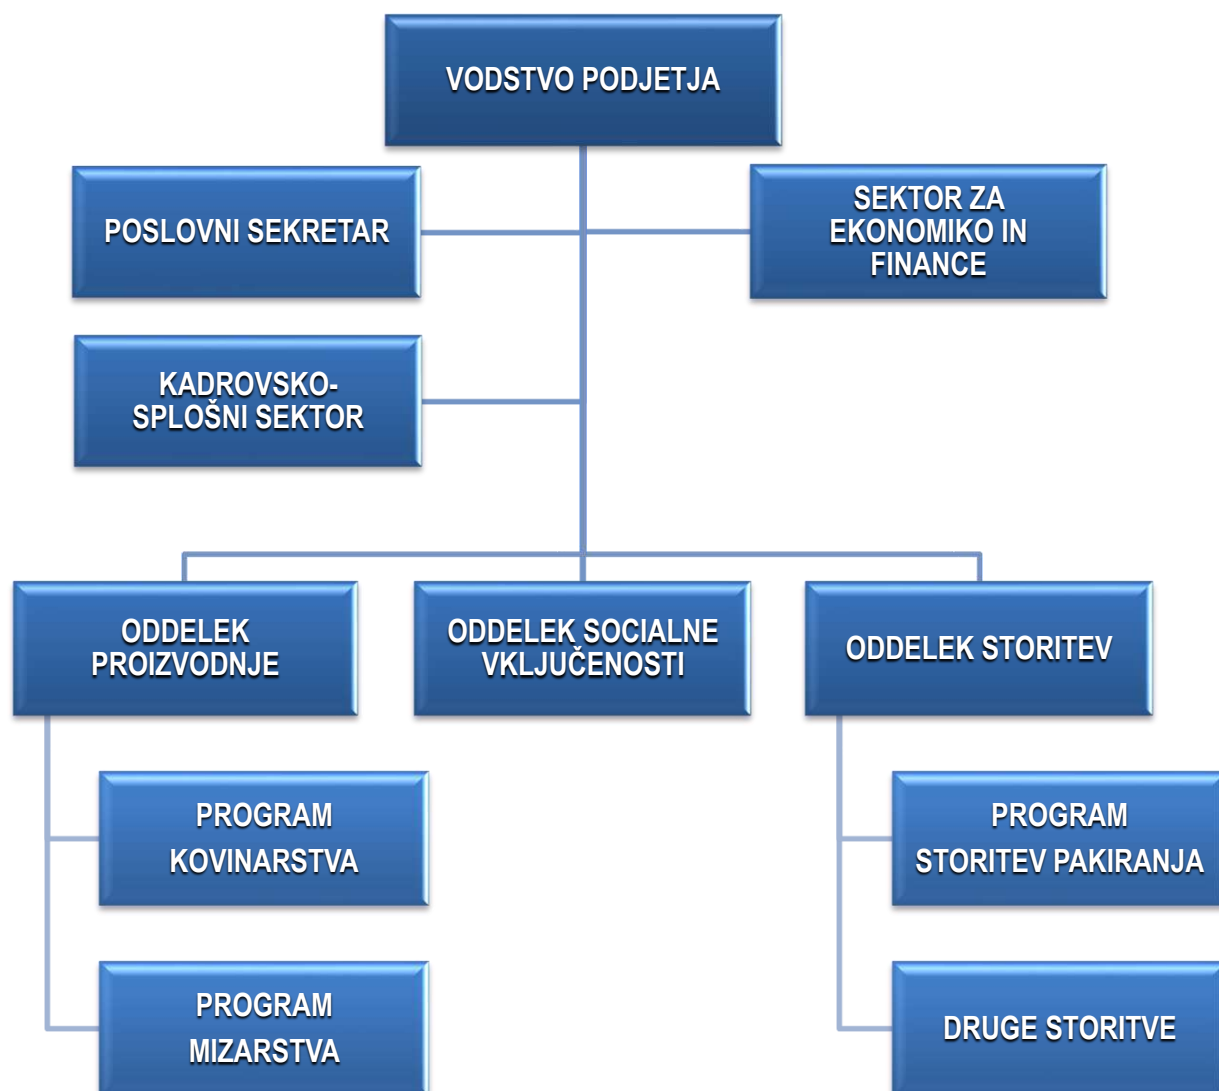 VODSTVO PODJETJA
POSLOVNI SEKRETAR
SEKTOR ZA
EKONOMIKO IN
FINANCE
KADROVSKO-
SPLOŠNI SEKTOR
ODDELEK
PROIZVODNJE
ODDELEK SOCIALNE
VKLJUČENOSTI
ODDELEK STORITEV
PROGRAM
KOVINARSTVA
PROGRAM
STORITEV PAKIRANJA
PROGRAM
MIZARSTVA
DRUGE STORITVE